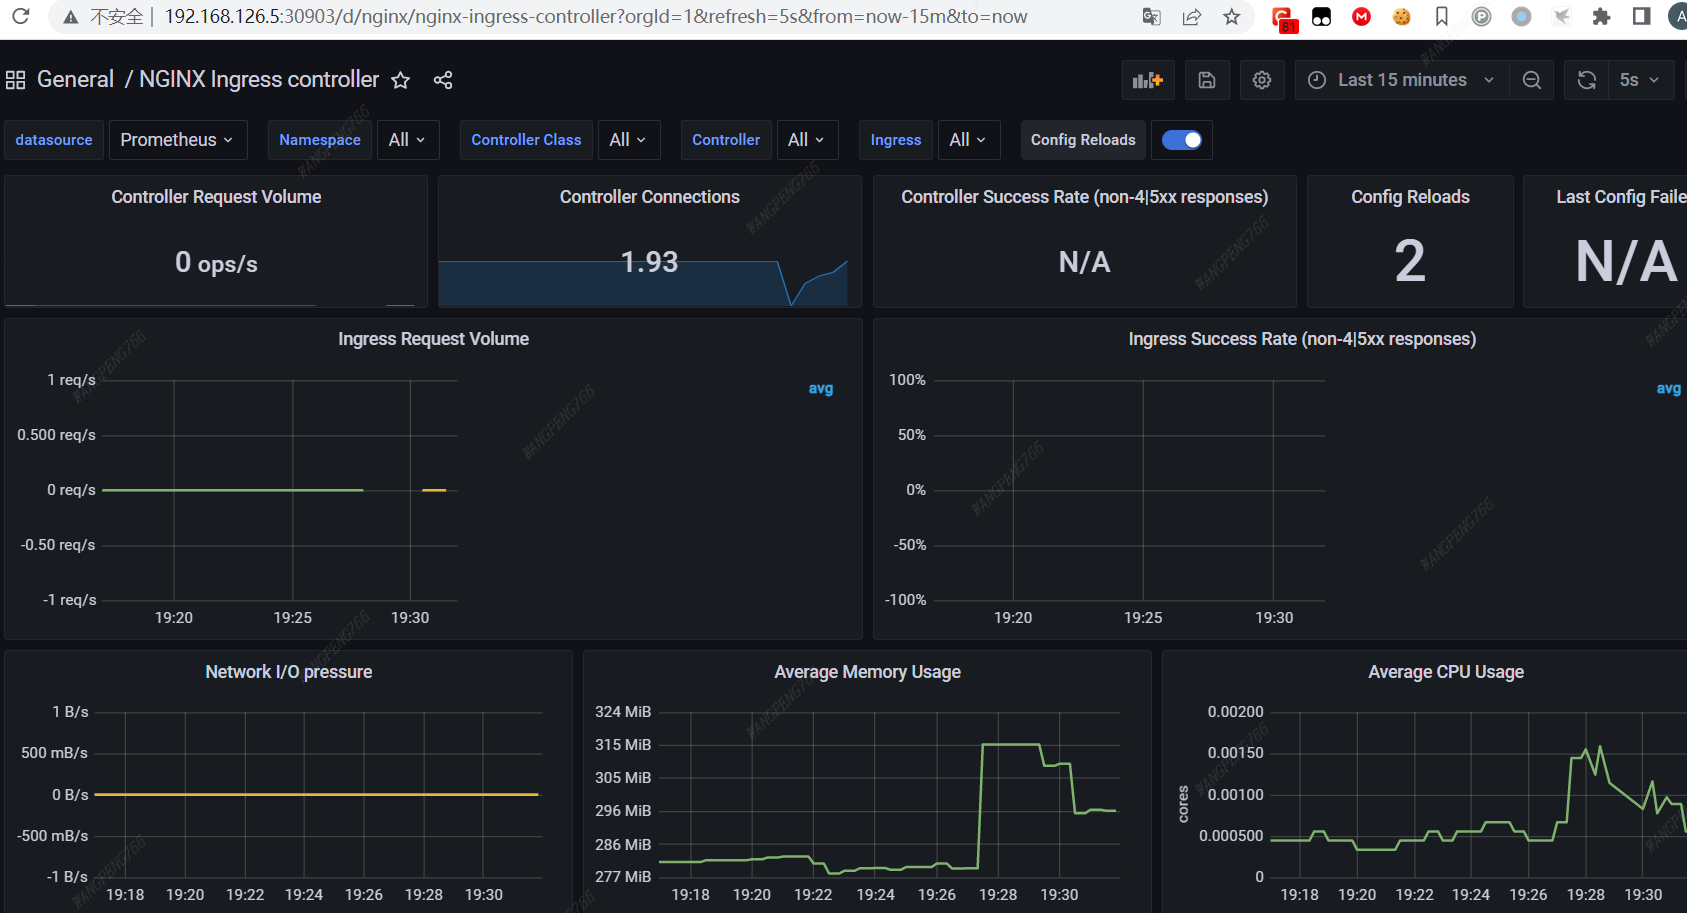 不安全 192.168.126.5:30903/d/nginx/nginx-ingress-controller?orgId=1&refresh=5s&from=now-15m&to=now
81
A
General / NGINX Ingress controller
Last 15 minutes
5s
datasource Prometheus Namespace All Controller Class All Controller All Ingress All Config Reloads
Controller Request Volume
0 ops/s
Controller Connections
1.93
Controller Success Rate (non-4|5xx responses)
N/A
Config Reloads
2
Last Config Faile
N/A
Ingress Request Volume
1 req/s
0.500 req/s
0 req/s
-0.50 req/s
-1 req/s
19:20 19:25 19:30
avg
Ingress Success Rate (non-4|5xx responses)
100%
50%
0%
-50%
-100%
19:20 19:25 19:30
avg
Network I/O pressure
1 B/s
500 mB/s
0 B/s
-500 mB/s
-1 B/s
19:18 19:20 19:22 19:24 19:26 19:28 19:30
Average Memory Usage
324 MiB
315 MiB
305 MiB
296 MiB
286 MiB
277 MiB
19:18 19:20 19:22 19:24 19:26 19:28 19:30
Average CPU Usage
cores
0.00200
0.00150
0.00100
0.000500
0
19:18 19:20 19:22 19:24 19:26 19:28 19:30
WANGPENG766